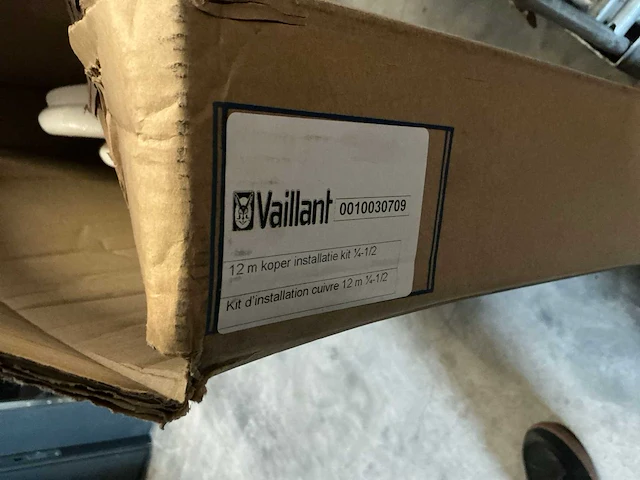 Vaillant 0010030709
12 m koper installatie kit ¼-1/2
Kit d'installation cuivre 12 m ¼-1/2